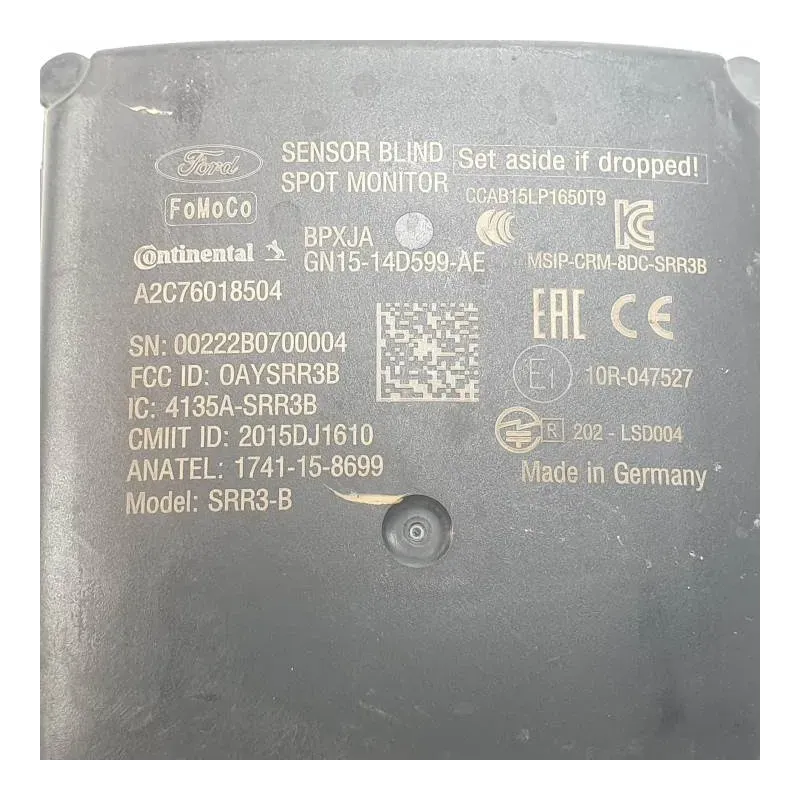 Ford
SENSOR BLIND
SPOT MONITOR
Set aside if dropped!
FoMoCo
CCAB15LP1650T9
Continental
BPXJA
GN15-14D599-AE
MSIP-CRM-8DC-SRR3B
A2C76018504
EAC CE
SN: 00222B0700004
FCC ID: OAYSRR3B
E1 10R-047527
IC: 4135A-SRR3B
CMIIT ID: 2015DJ1610
R 202 - LSD004
ANATEL: 1741-15-8699
Made in Germany
Model: SRR3-B